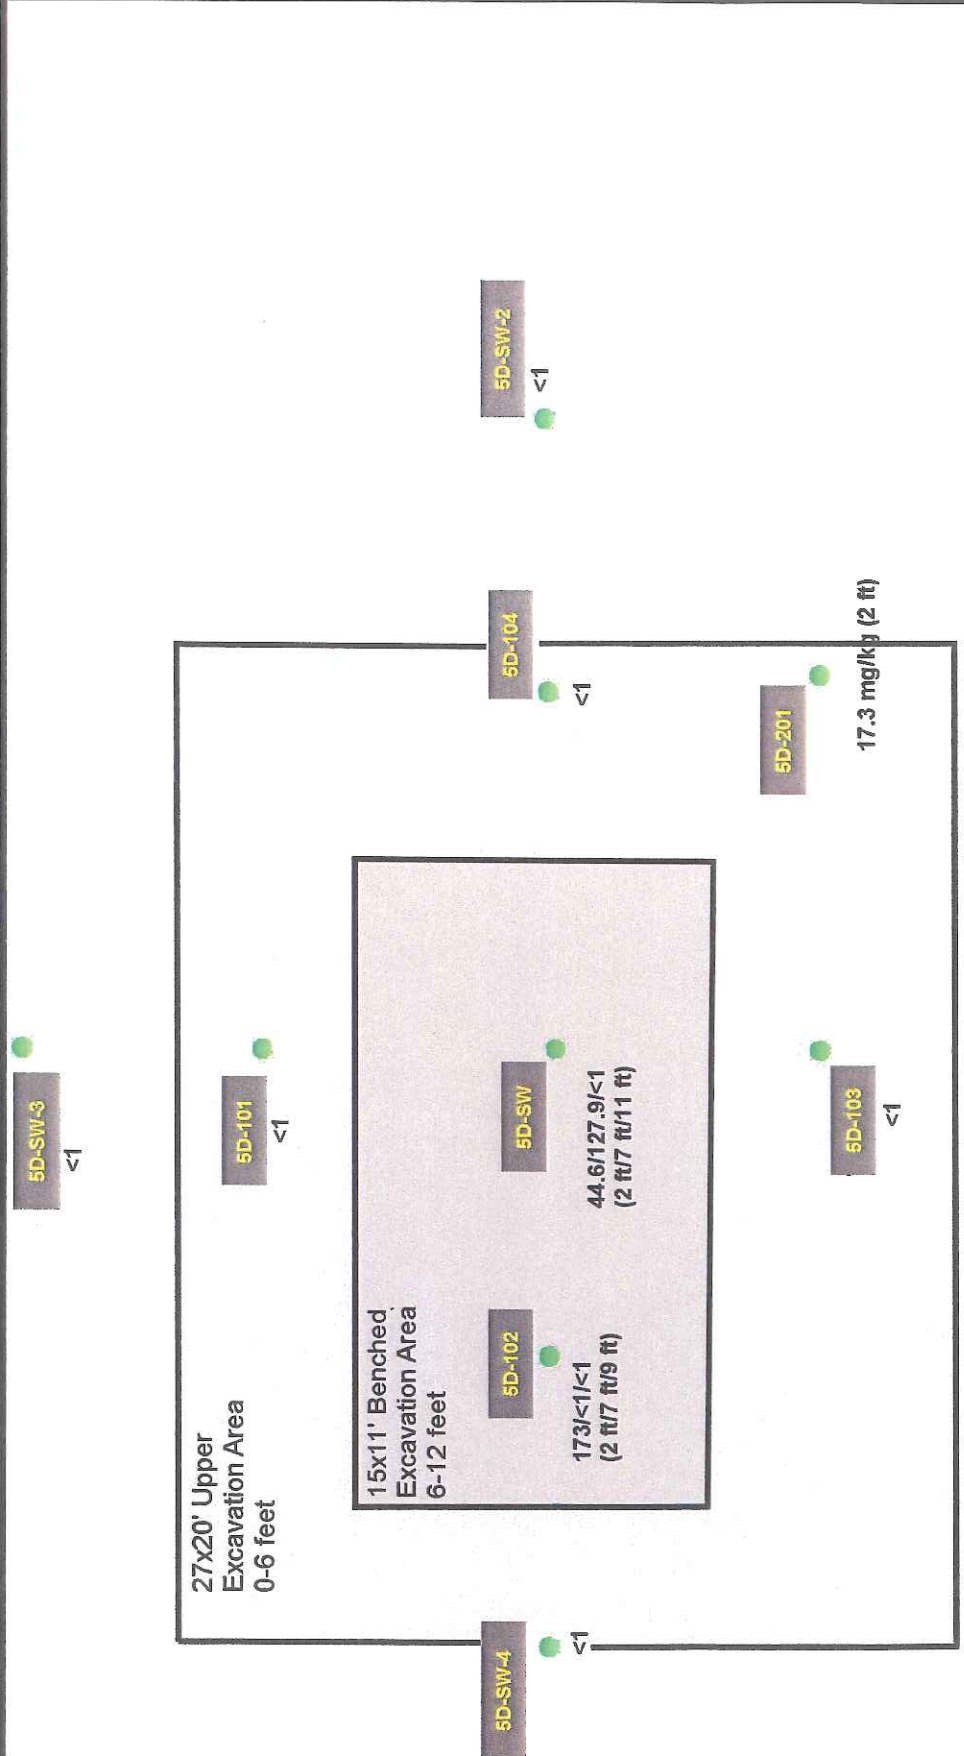 5D-SW-3
<1
27x20' Upper
Excavation Area
0-6 feet
5D-101
<1
15x11' Benched
Excavation Area
6-12 feet
5D-SW-4
<1
5D-102
173/<1/<1
(2 ft/7 ft/9 ft)
5D-SW
44.6/127.9/<1
(2 ft/7 ft/11 ft)
5D-104
<1
5D-SW-2
<1
5D-201
17.3 mg/kg (2 ft)
5D-103
<1